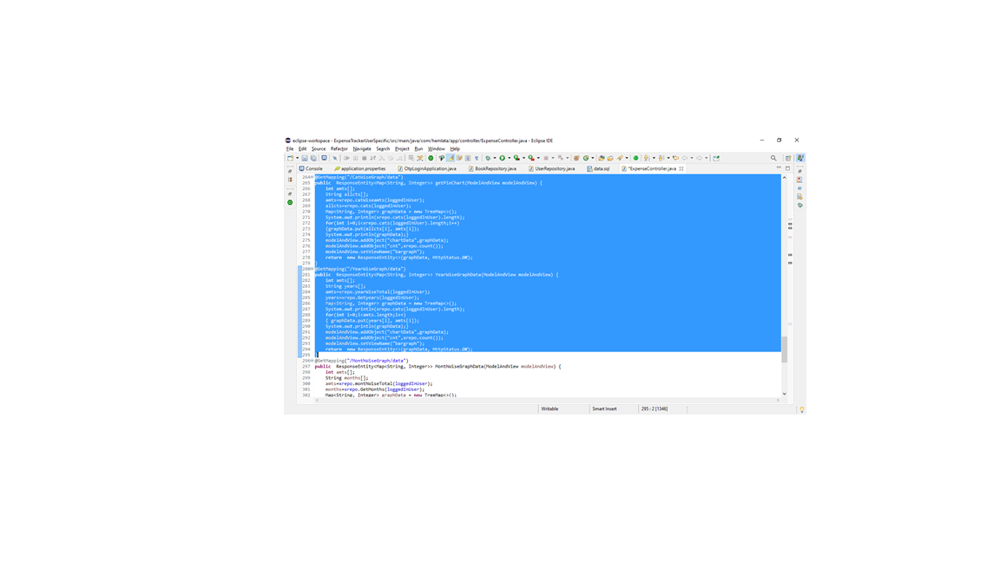 eclipse-workspace - ExpenseTrackerUserSpecific/src/main/java/com/hemlata/app/controller/ExpenseController.java - Eclipse IDE
File Edit Source Refactor Navigate Search Project Run Window Help
Console application.properties OtpLoginApplication.java BookRepository.java UserRepository.java data.sql *ExpenseController.java
264 @GetMapping("/CatWiseGraph/data")
265 public ResponseEntity<Map<String, Integer>> getPieChart(ModelAndView modelAndView) {
266 int amts[];
267 String allcts[];
268 amts=xrepo.catWiseamts(loggedInUser);
269 allcts=xrepo.cats(loggedInUser);
270 Map<String, Integer> graphData = new TreeMap<>();
271 System.out.println(xrepo.cats(loggedInUser).length);
272 for(int i=0;i<xrepo.cats(loggedInUser).length;i++)
273 {graphData.put(allcts[i], amts[i]);
274 System.out.println(graphData);}
275 modelAndView.addObject("chartData",graphData);
276 modelAndView.addObject("cnt",xrepo.count());
277 modelAndView.setViewName("bargraph");
278 return new ResponseEntity<>(graphData, HttpStatus.OK);
279 }
280 @GetMapping("/YearWiseGraph/data")
281 public ResponseEntity<Map<String, Integer>> YearWiseGraphData(ModelAndView modelAndView) {
282 int amts[];
283 String years[];
284 amts=xrepo.yearWiseTotal(loggedInUser);
285 years=xrepo.Getyears(loggedInUser);
286 Map<String, Integer> graphData = new TreeMap<>();
287 System.out.println(xrepo.cats(loggedInUser).length);
288 for(int i=0;i<amts.length;i++)
289 { graphData.put(years[i], amts[i]);
290 System.out.println(graphData);}
291 modelAndView.addObject("chartData",graphData);
292 modelAndView.addObject("cnt",xrepo.count());
293 modelAndView.setViewName("bargraph");
294 return new ResponseEntity<>(graphData, HttpStatus.OK);
295 }
296 @GetMapping("/MonthWiseGraph/data")
297 public ResponseEntity<Map<String, Integer>> MonthWiseGraphData(ModelAndView modelAndView) {
298 int amts[];
299 String months[];
300 amts=xrepo.monthWiseTotal(loggedInUser);
301 months=xrepo.GetMonths(loggedInUser);
302 Map<String, Integer> graphData = new TreeMap<>();
Writable Smart Insert 295 : 2 [1346]